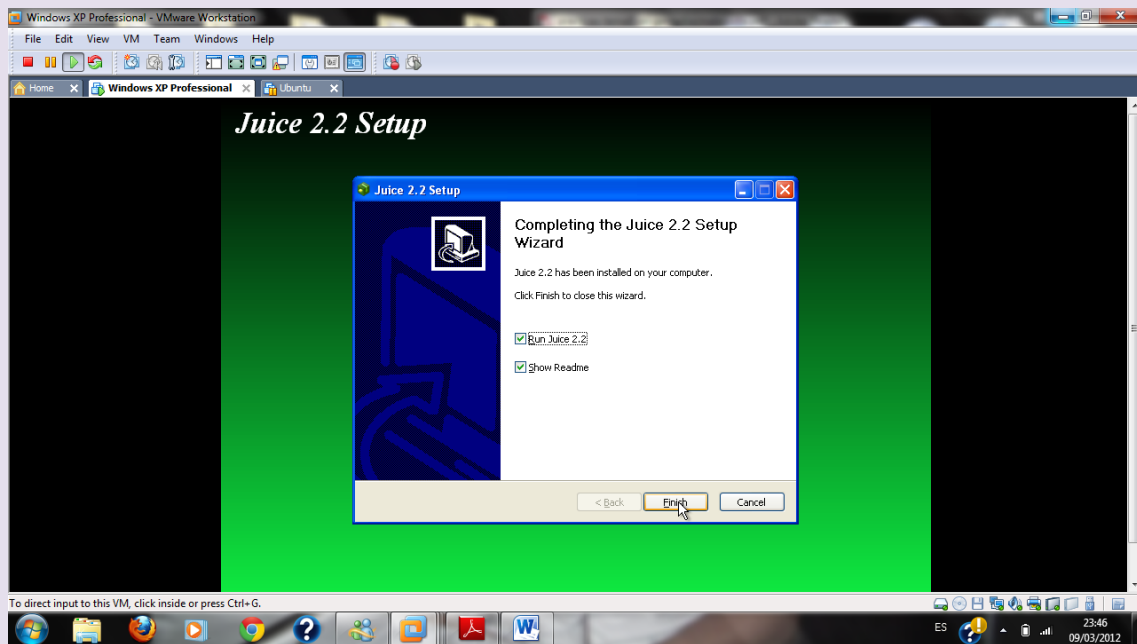 Windows XP Professional - VMware Workstation
File Edit View VM Team Windows Help
Home Windows XP Professional Ubuntu
Juice 2.2 Setup
Juice 2.2 Setup
Completing the Juice 2.2 Setup
Wizard
Juice 2.2 has been installed on your computer.
Click Finish to close this wizard.
Run Juice 2.2
Show Readme
< Back Finish Cancel
To direct input to this VM, click inside or press Ctrl+G.
ES
23:46
09/03/2012